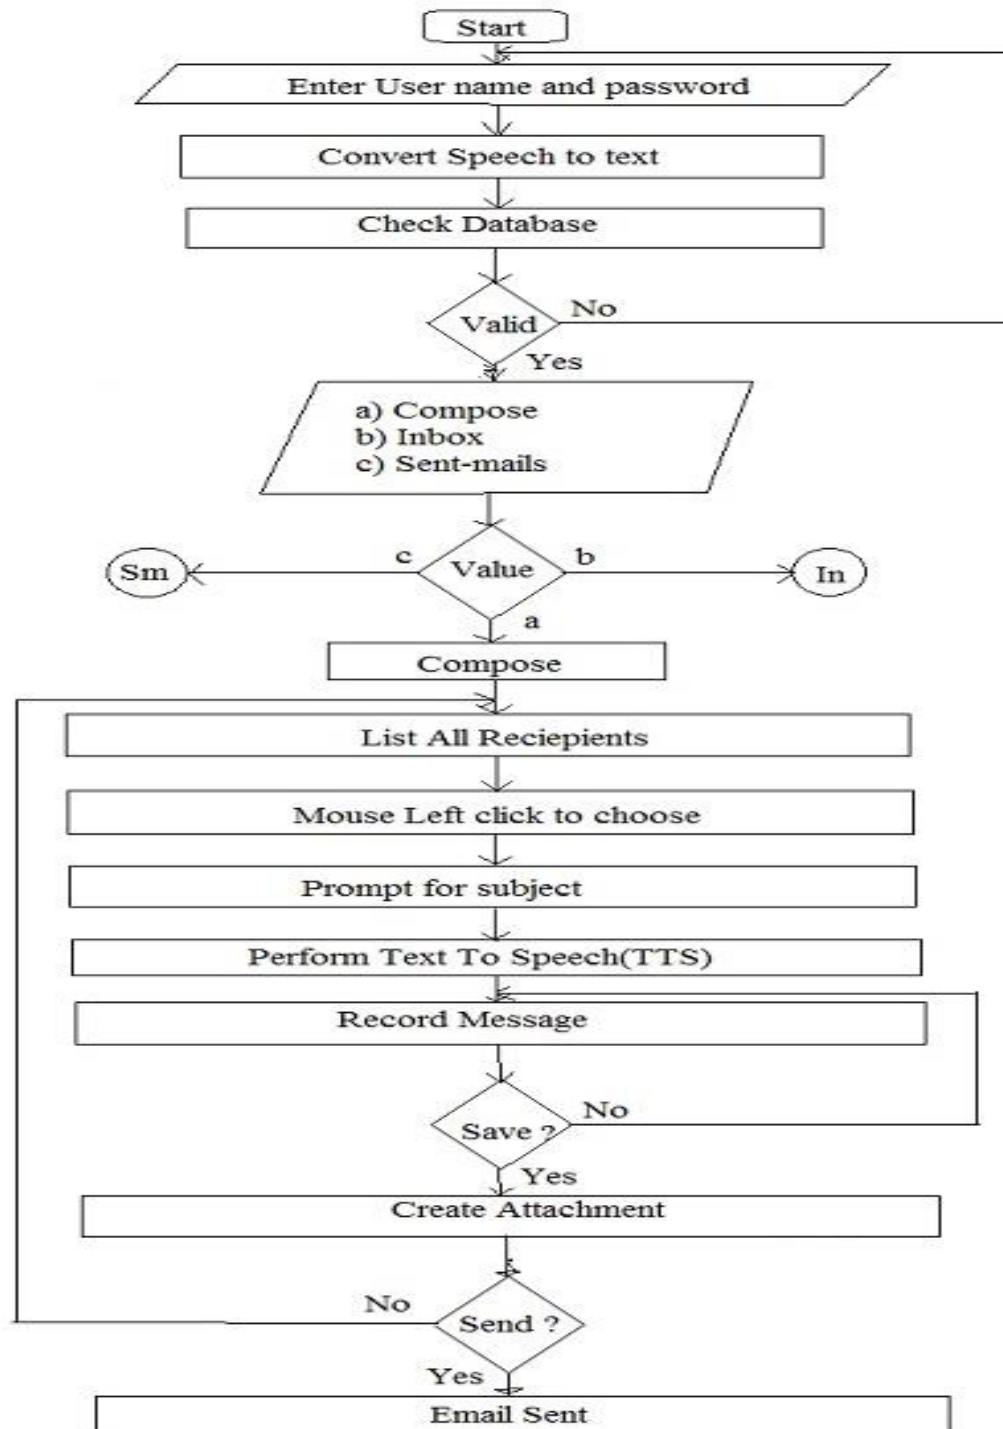 Start
Enter User name and password
Convert Speech to text
Check Database
Valid
No
Yes
a) Compose
b) Inbox
c) Sent-mails
Sm
c
Value
b
In
a
Compose
List All Reciepients
Mouse Left click to choose
Prompt for subject
Perform Text To Speech(TTS)
Record Message
No
Save ?
Yes
Create Attachment
No
Send ?
Yes
Email Sent